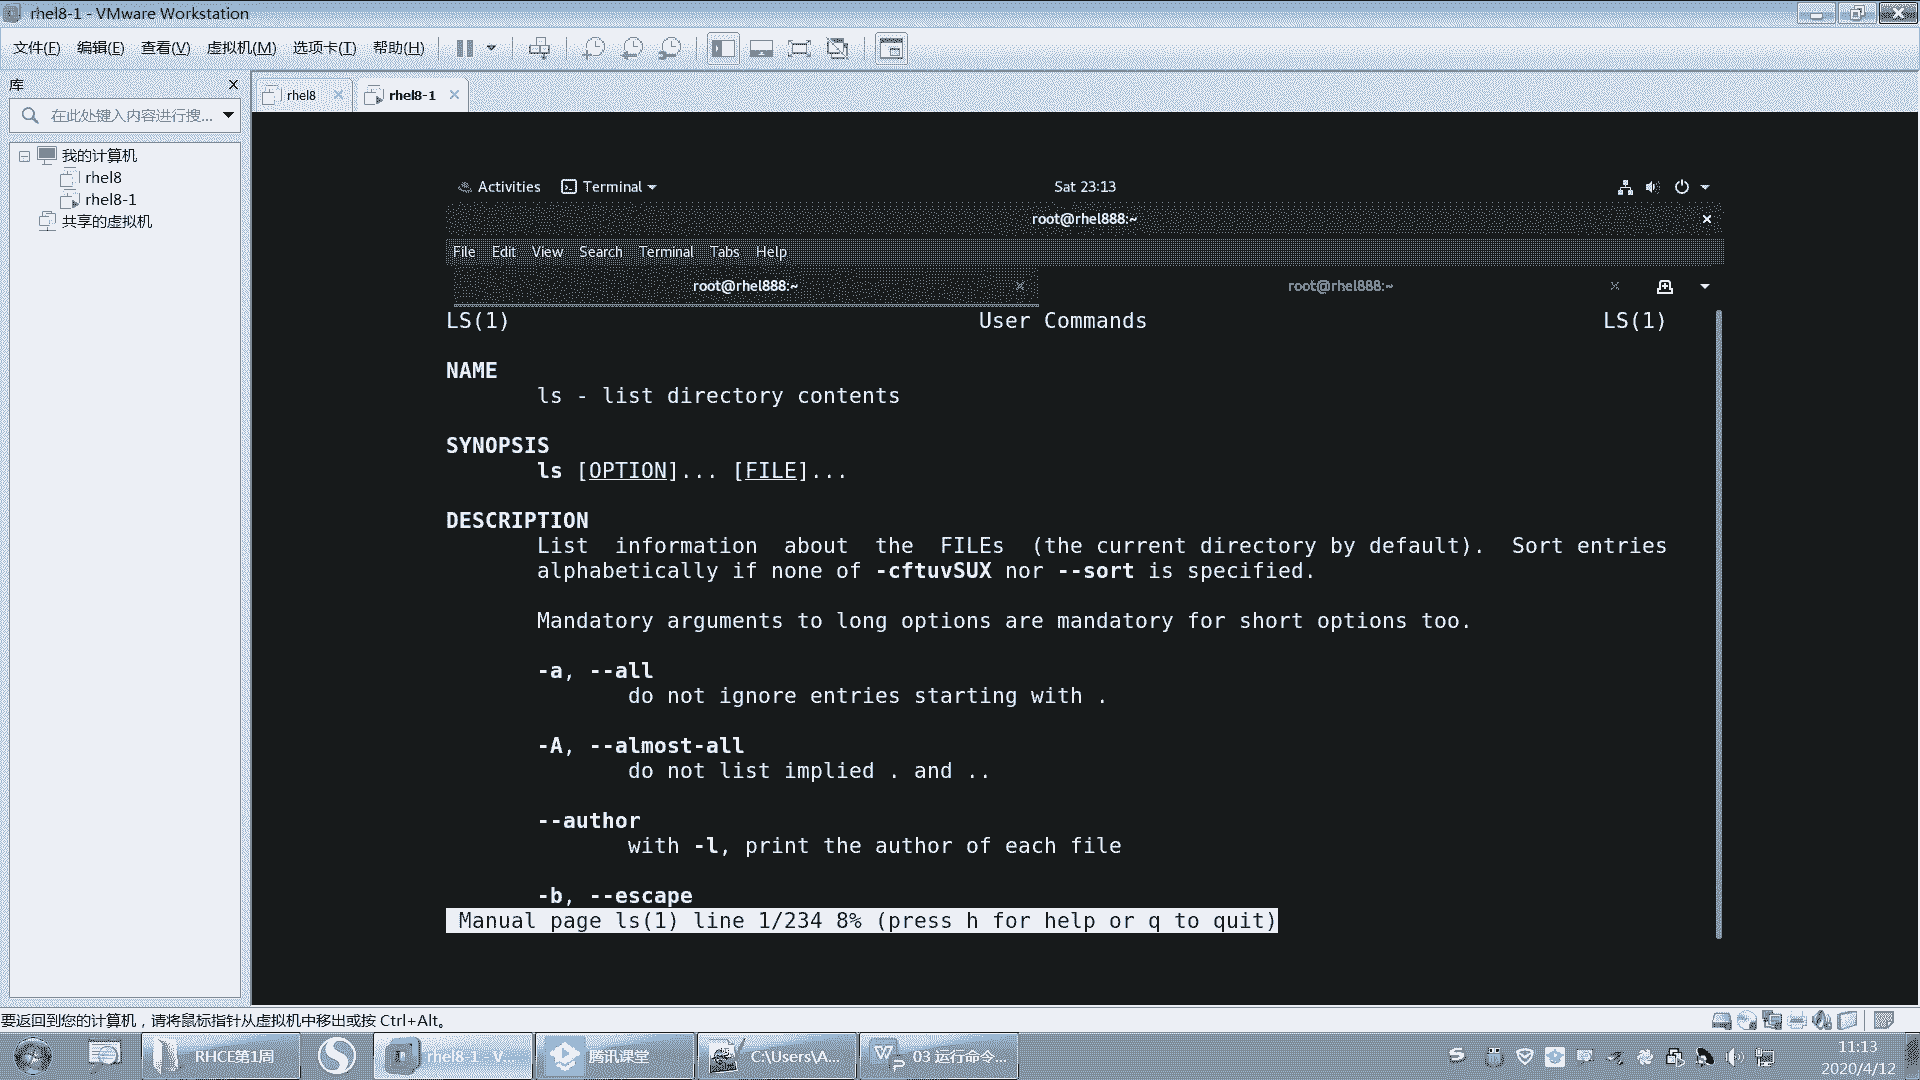 rhel8-1 - VMware Workstation
文件(F) 编辑(E) 查看(V) 虚拟机(M) 选项卡(T) 帮助(H)
库
在此处键入内容进行搜...
我的计算机
rhel8
rhel8-1
共享的虚拟机
rhel8 rhel8-1
Activities Terminal Sat 23:13
root@rhel888:~
File Edit View Search Terminal Tabs Help
root@rhel888:~ root@rhel888:~
LS(1) User Commands LS(1)
NAME
ls - list directory contents
SYNOPSIS
ls [OPTION]... [FILE]...
DESCRIPTION
List information about the FILEs (the current directory by default). Sort entries
alphabetically if none of -cftuvSUX nor --sort is specified.
Mandatory arguments to long options are mandatory for short options too.
-a, --all
do not ignore entries starting with .
-A, --almost-all
do not list implied . and ..
--author
with -l, print the author of each file
-b, --escape
Manual page ls(1) line 1/234 8% (press h for help or q to quit)
要返回到您的计算机，请将鼠标指针从虚拟机中移出或按 Ctrl+Alt。
RHCE第1周 rhel8-1 - V... 腾讯课堂 C:\Users\A... 03 运行命令...
11:13
2020/4/12